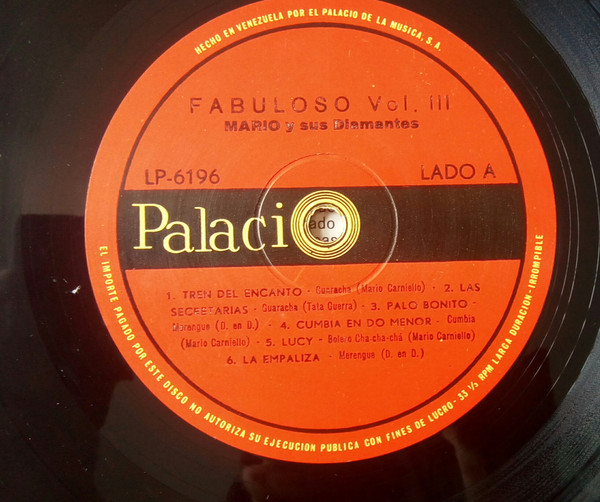 HECHO EN VENEZUELA POR EL PALACIO DE LA MUSICA, S.A.
FABULOSO Vol. III
MARIO y sus Diamantes
LP-6196 LADO A
Palacio
1. TREN DEL ENCANTO - Guaracha (Mario Carniello) - 2. LAS
SECRETARIAS - Guaracha (Tata Guerra) - 3. PALO BONITO -
Merengue (D. en D.) - 4. CUMBIA EN DO MENOR - Cumbia
(Mario Carniello) - 5. LUCY - Bolero Cha-cha-chá (Mario Carniello)
6. LA EMPALIZA - Merengue (D. en D.)
EL IMPORTE PAGADO POR ESTE DISCO NO AUTORIZA SU EJECUCION PUBLICA CON FINES DE LUCRO - 33 ⅓ RPM LARGA DURACION - IRROMPIBLE